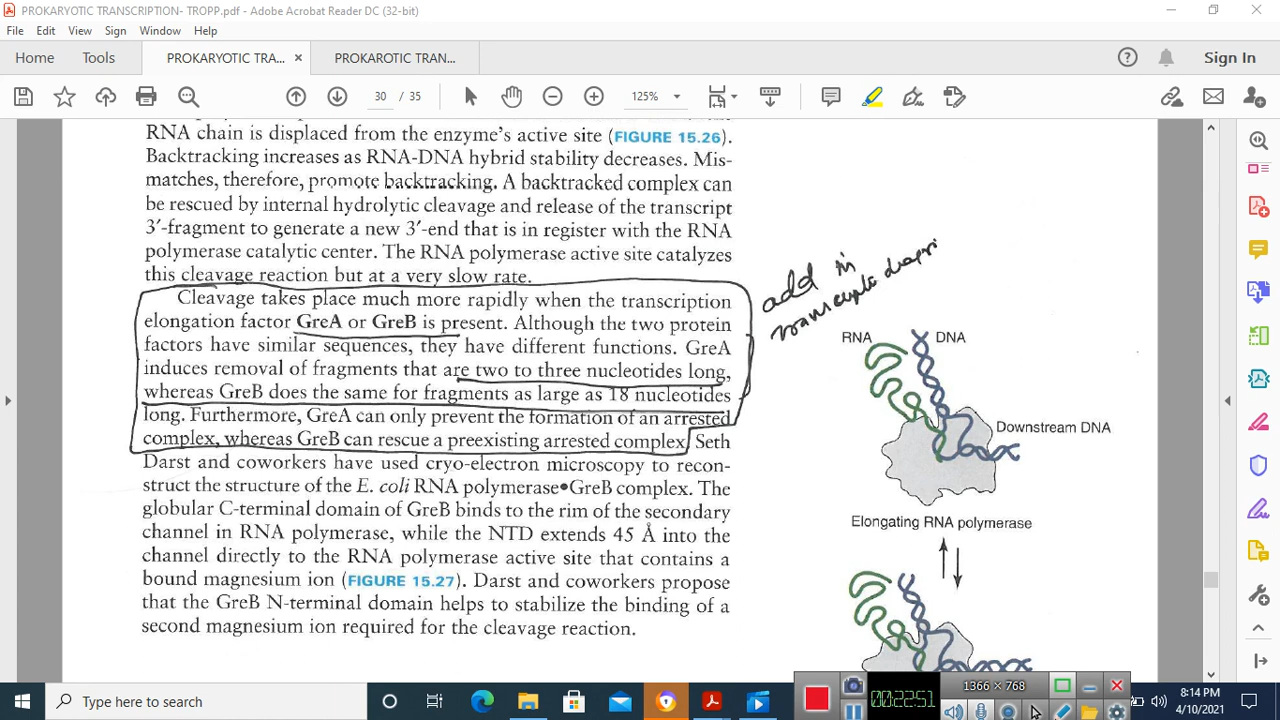 PROKARYOTIC TRANSCRIPTION- TROPP.pdf - Adobe Acrobat Reader DC (32-bit)
File Edit View Sign Window Help
Home Tools PROKARYOTIC TRA... × PROKAROTIC TRAN... Sign In
30 / 35 125%
RNA chain is displaced from the enzyme's active site (FIGURE 15.26).
Backtracking increases as RNA-DNA hybrid stability decreases. Mis-
matches, therefore, promote backtracking. A backtracked complex can
be rescued by internal hydrolytic cleavage and release of the transcript
3′-fragment to generate a new 3′-end that is in register with the RNA
polymerase catalytic center. The RNA polymerase active site catalyzes
this cleavage reaction but at a very slow rate.
Cleavage takes place much more rapidly when the transcription
elongation factor GreA or GreB is present. Although the two protein
factors have similar sequences, they have different functions. GreA
induces removal of fragments that are two to three nucleotides long,
whereas GreB does the same for fragments as large as 18 nucleotides
long. Furthermore, GreA can only prevent the formation of an arrested
complex, whereas GreB can rescue a preexisting arrested complex. Seth
Darst and coworkers have used cryo-electron microscopy to recon-
struct the structure of the E. coli RNA polymerase•GreB complex. The
globular C-terminal domain of GreB binds to the rim of the secondary
channel in RNA polymerase, while the NTD extends 45 Å into the
channel directly to the RNA polymerase active site that contains a
bound magnesium ion (FIGURE 15.27). Darst and coworkers propose
that the GreB N-terminal domain helps to stabilize the binding of a
second magnesium ion required for the cleavage reaction.
add in
RNA DNA
Downstream DNA
Elongating RNA polymerase
Type here to search
1366 × 768
00:22:51
8:14 PM
4/10/2021